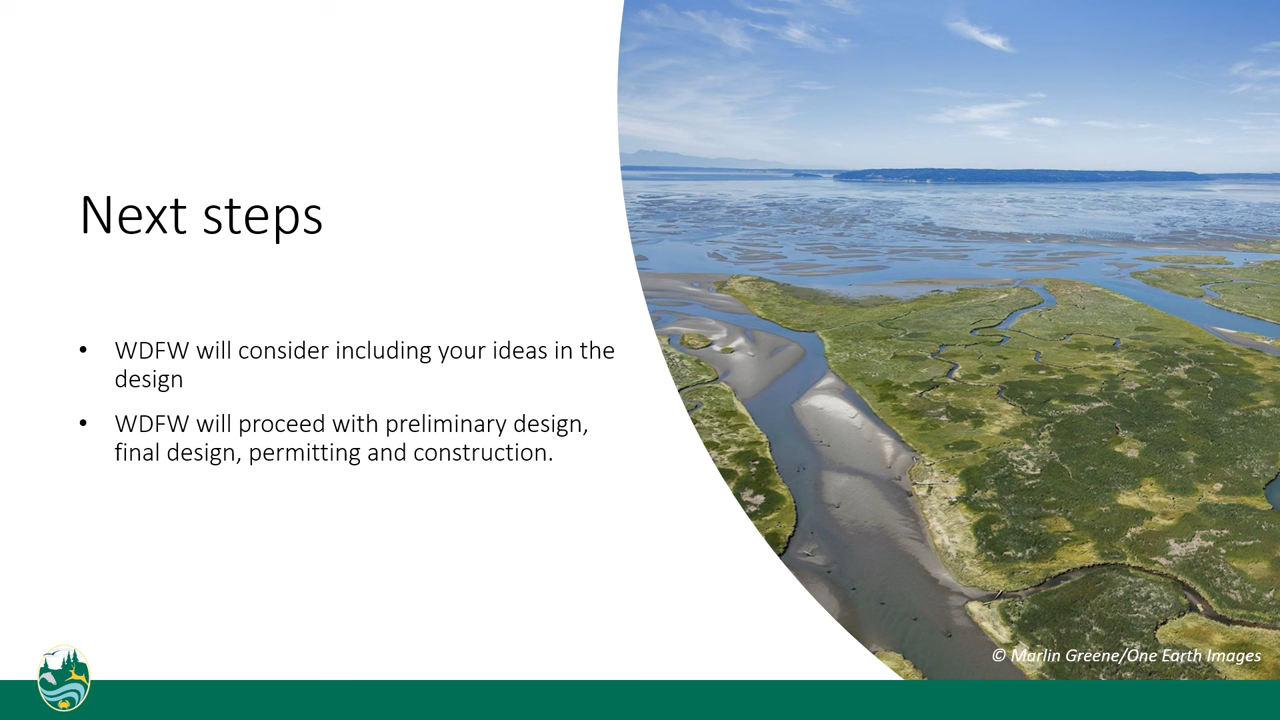 Next steps
• WDFW will consider including your ideas in the
design
• WDFW will proceed with preliminary design,
final design, permitting and construction.
© Marlin Greene/One Earth Images